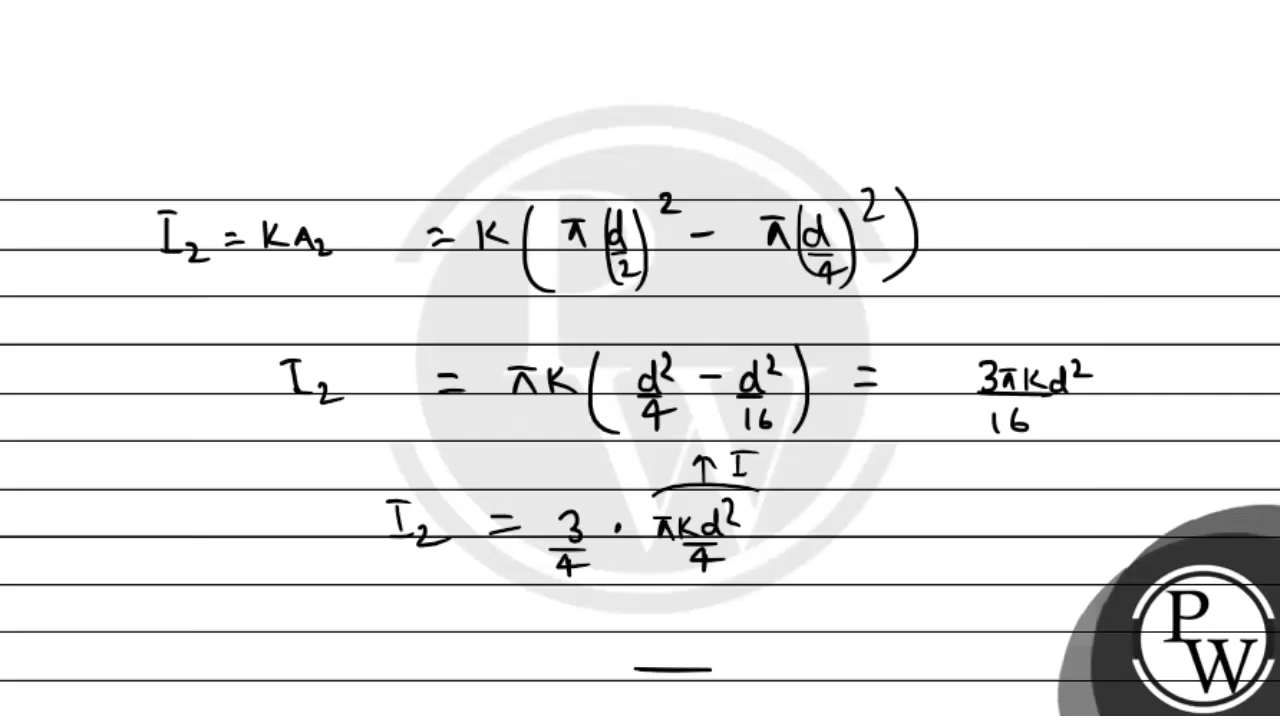 I₂ = KA₂ = K(π(d/2)² - π(d/4)²)
I₂ = πK(d²/4 - d²/16) = 3πKd²/16
↑ I
I₂ = 3/4 · πKd²/4
PW